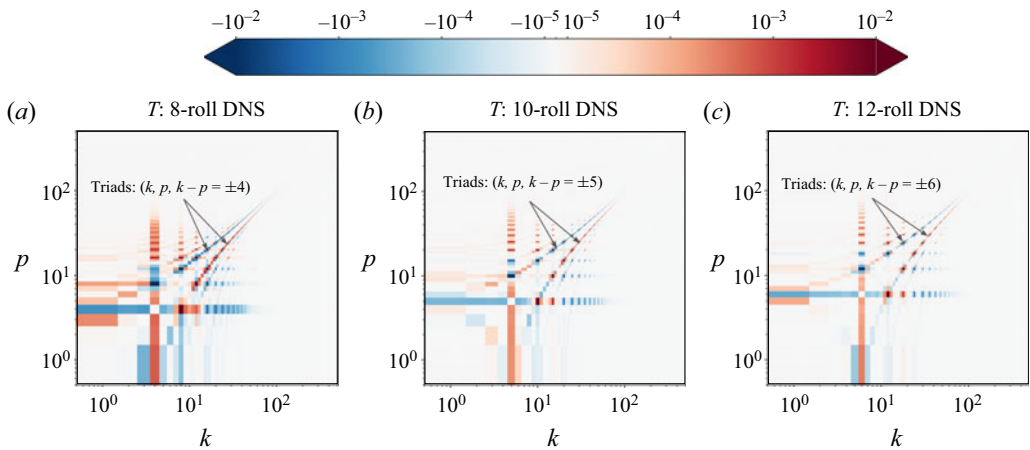 −10⁻² −10⁻³ −10⁻⁴ −10⁻⁵ 10⁻⁵ 10⁻⁴ 10⁻³ 10⁻²
(a) T: 8-roll DNS
(b) T: 10-roll DNS
(c) T: 12-roll DNS
Triads: (k, p, k – p = ±4)
Triads: (k, p, k – p = ±5)
Triads: (k, p, k – p = ±6)
10² 10² 10²
p p p
10¹ 10¹ 10¹
10⁰ 10⁰ 10⁰
10⁰ 10¹ 10² 10⁰ 10¹ 10² 10⁰ 10¹ 10²
k k k